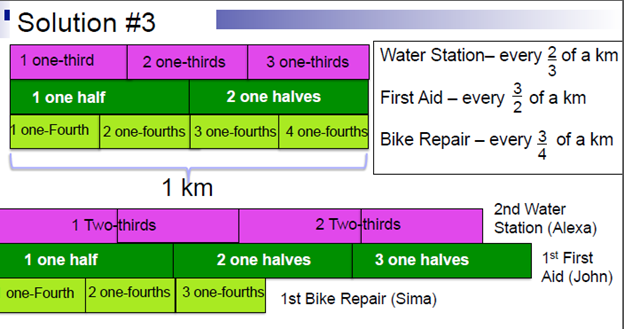 Solution #3
1 one-third 2 one-thirds 3 one-thirds
1 one half 2 one halves
1 one-Fourth 2 one-fourths 3 one-fourths 4 one-fourths
1 km
Water Station– every 2/3 of a km
First Aid – every 3/2 of a km
Bike Repair – every 3/4 of a km
1 Two-thirds 2 Two-thirds
2nd Water
Station (Alexa)
1 one half 2 one halves 3 one halves
1st First
Aid (John)
one-Fourth 2 one-fourths 3 one-fourths
1st Bike Repair (Sima)